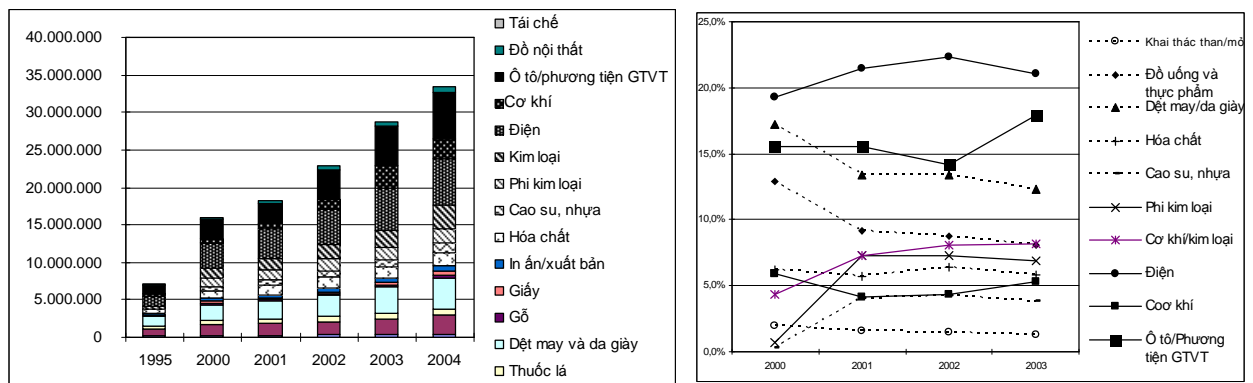 40.000.000
35.000.000
30.000.000
25.000.000
20.000.000
15.000.000
10.000.000
5.000.000
0
1995 2000 2001 2002 2003 2004
Tái chế
Đồ nội thất
Ô tô/phương tiện GTVT
Cơ khí
Điện
Kim loại
Phi kim loại
Cao su, nhựa
Hóa chất
In ấn/xuất bản
Giấy
Gỗ
Dệt may và da giày
Thuốc lá
25,0%
20,0%
15,0%
10,0%
5,0%
0,0%
2000 2001 2002 2003
Khai thác than/mỏ
Đồ uống và
thực phẩm
Dệt may/da giày
Hóa chất
Cao su, nhựa
Phi kim loại
Cơ khí/kim loại
Điện
Coơ khí
Ô tô/Phương
tiện GTVT